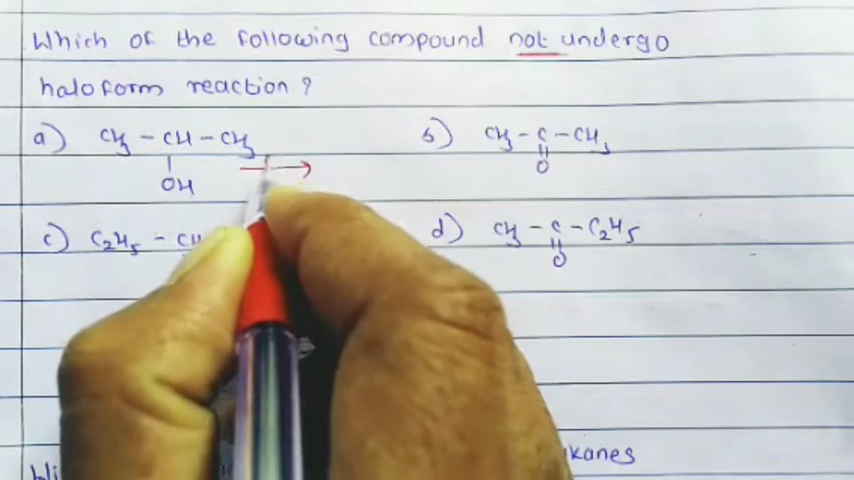 Which of the following compound not undergo
haloform reaction ?
a) CH3 - CH - CH3
OH
b) CH3 - C - CH3
O
c) C2H5 - CH
d) CH3 - C - C2H5
O
kanes